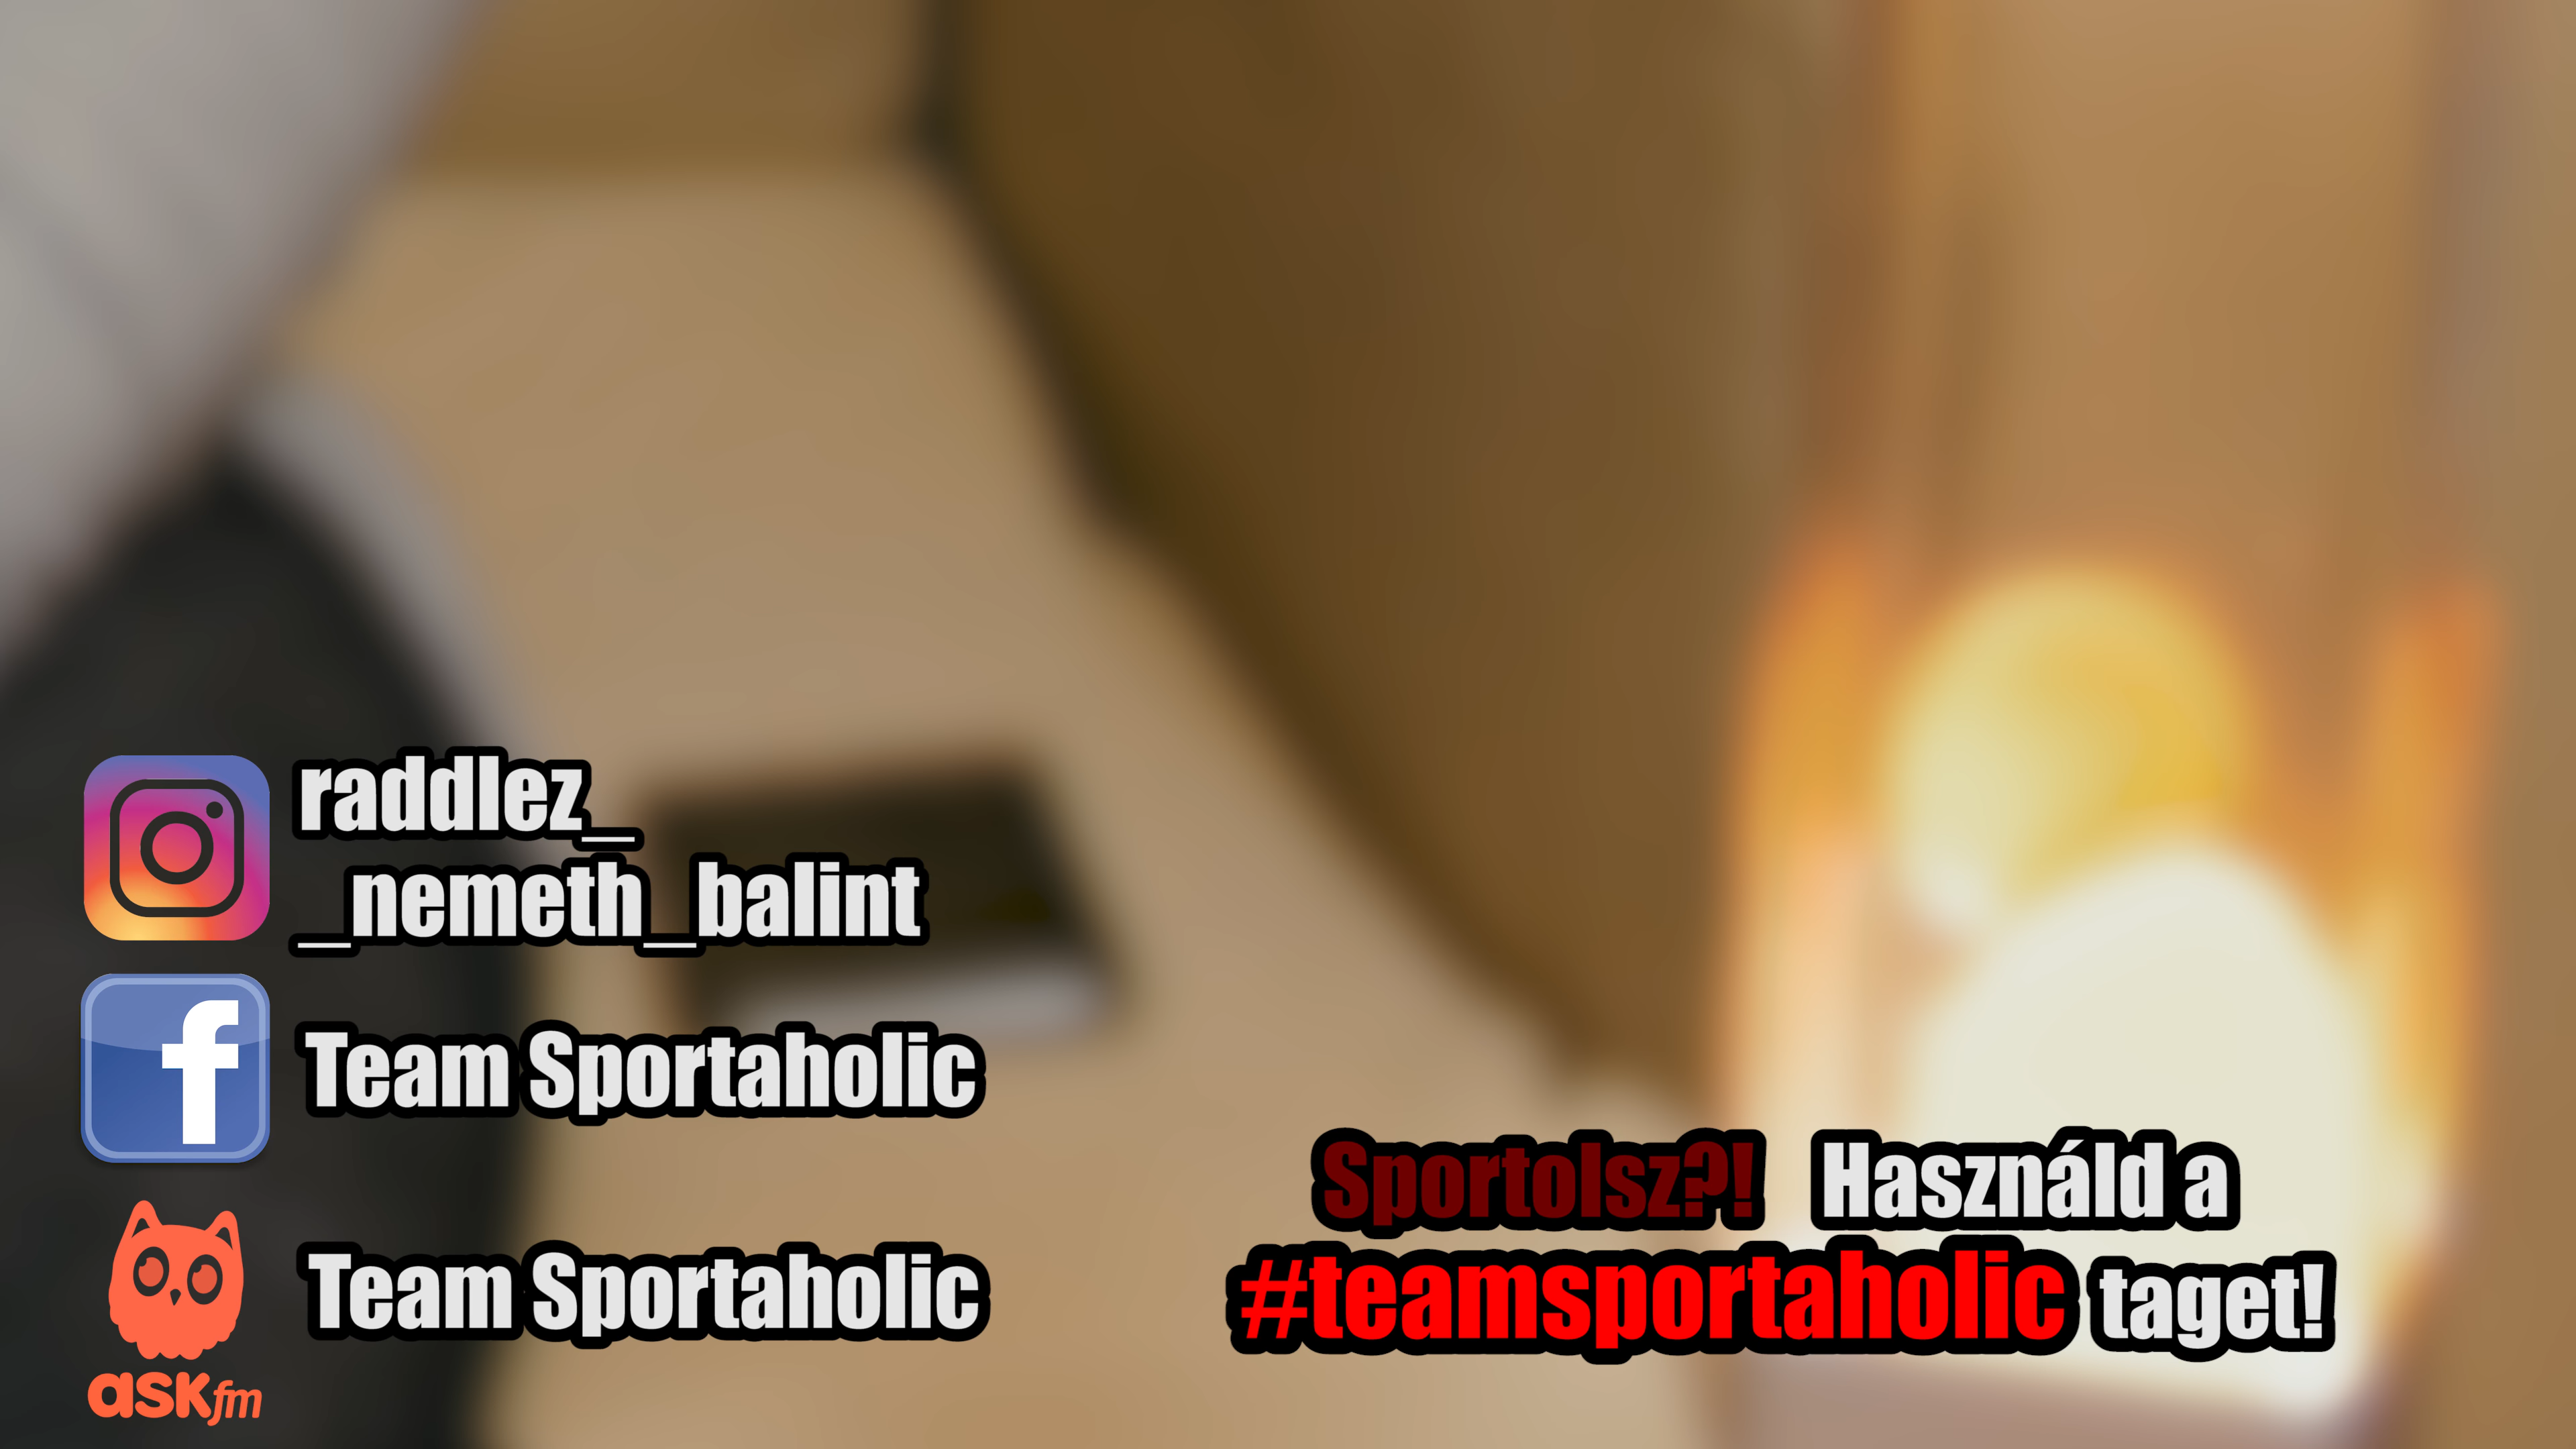 raddlez_
_nemeth_balint
Team Sportaholic
Team Sportaholic
askfm
Sportolsz?! Használd a
#teamsportaholic taget!